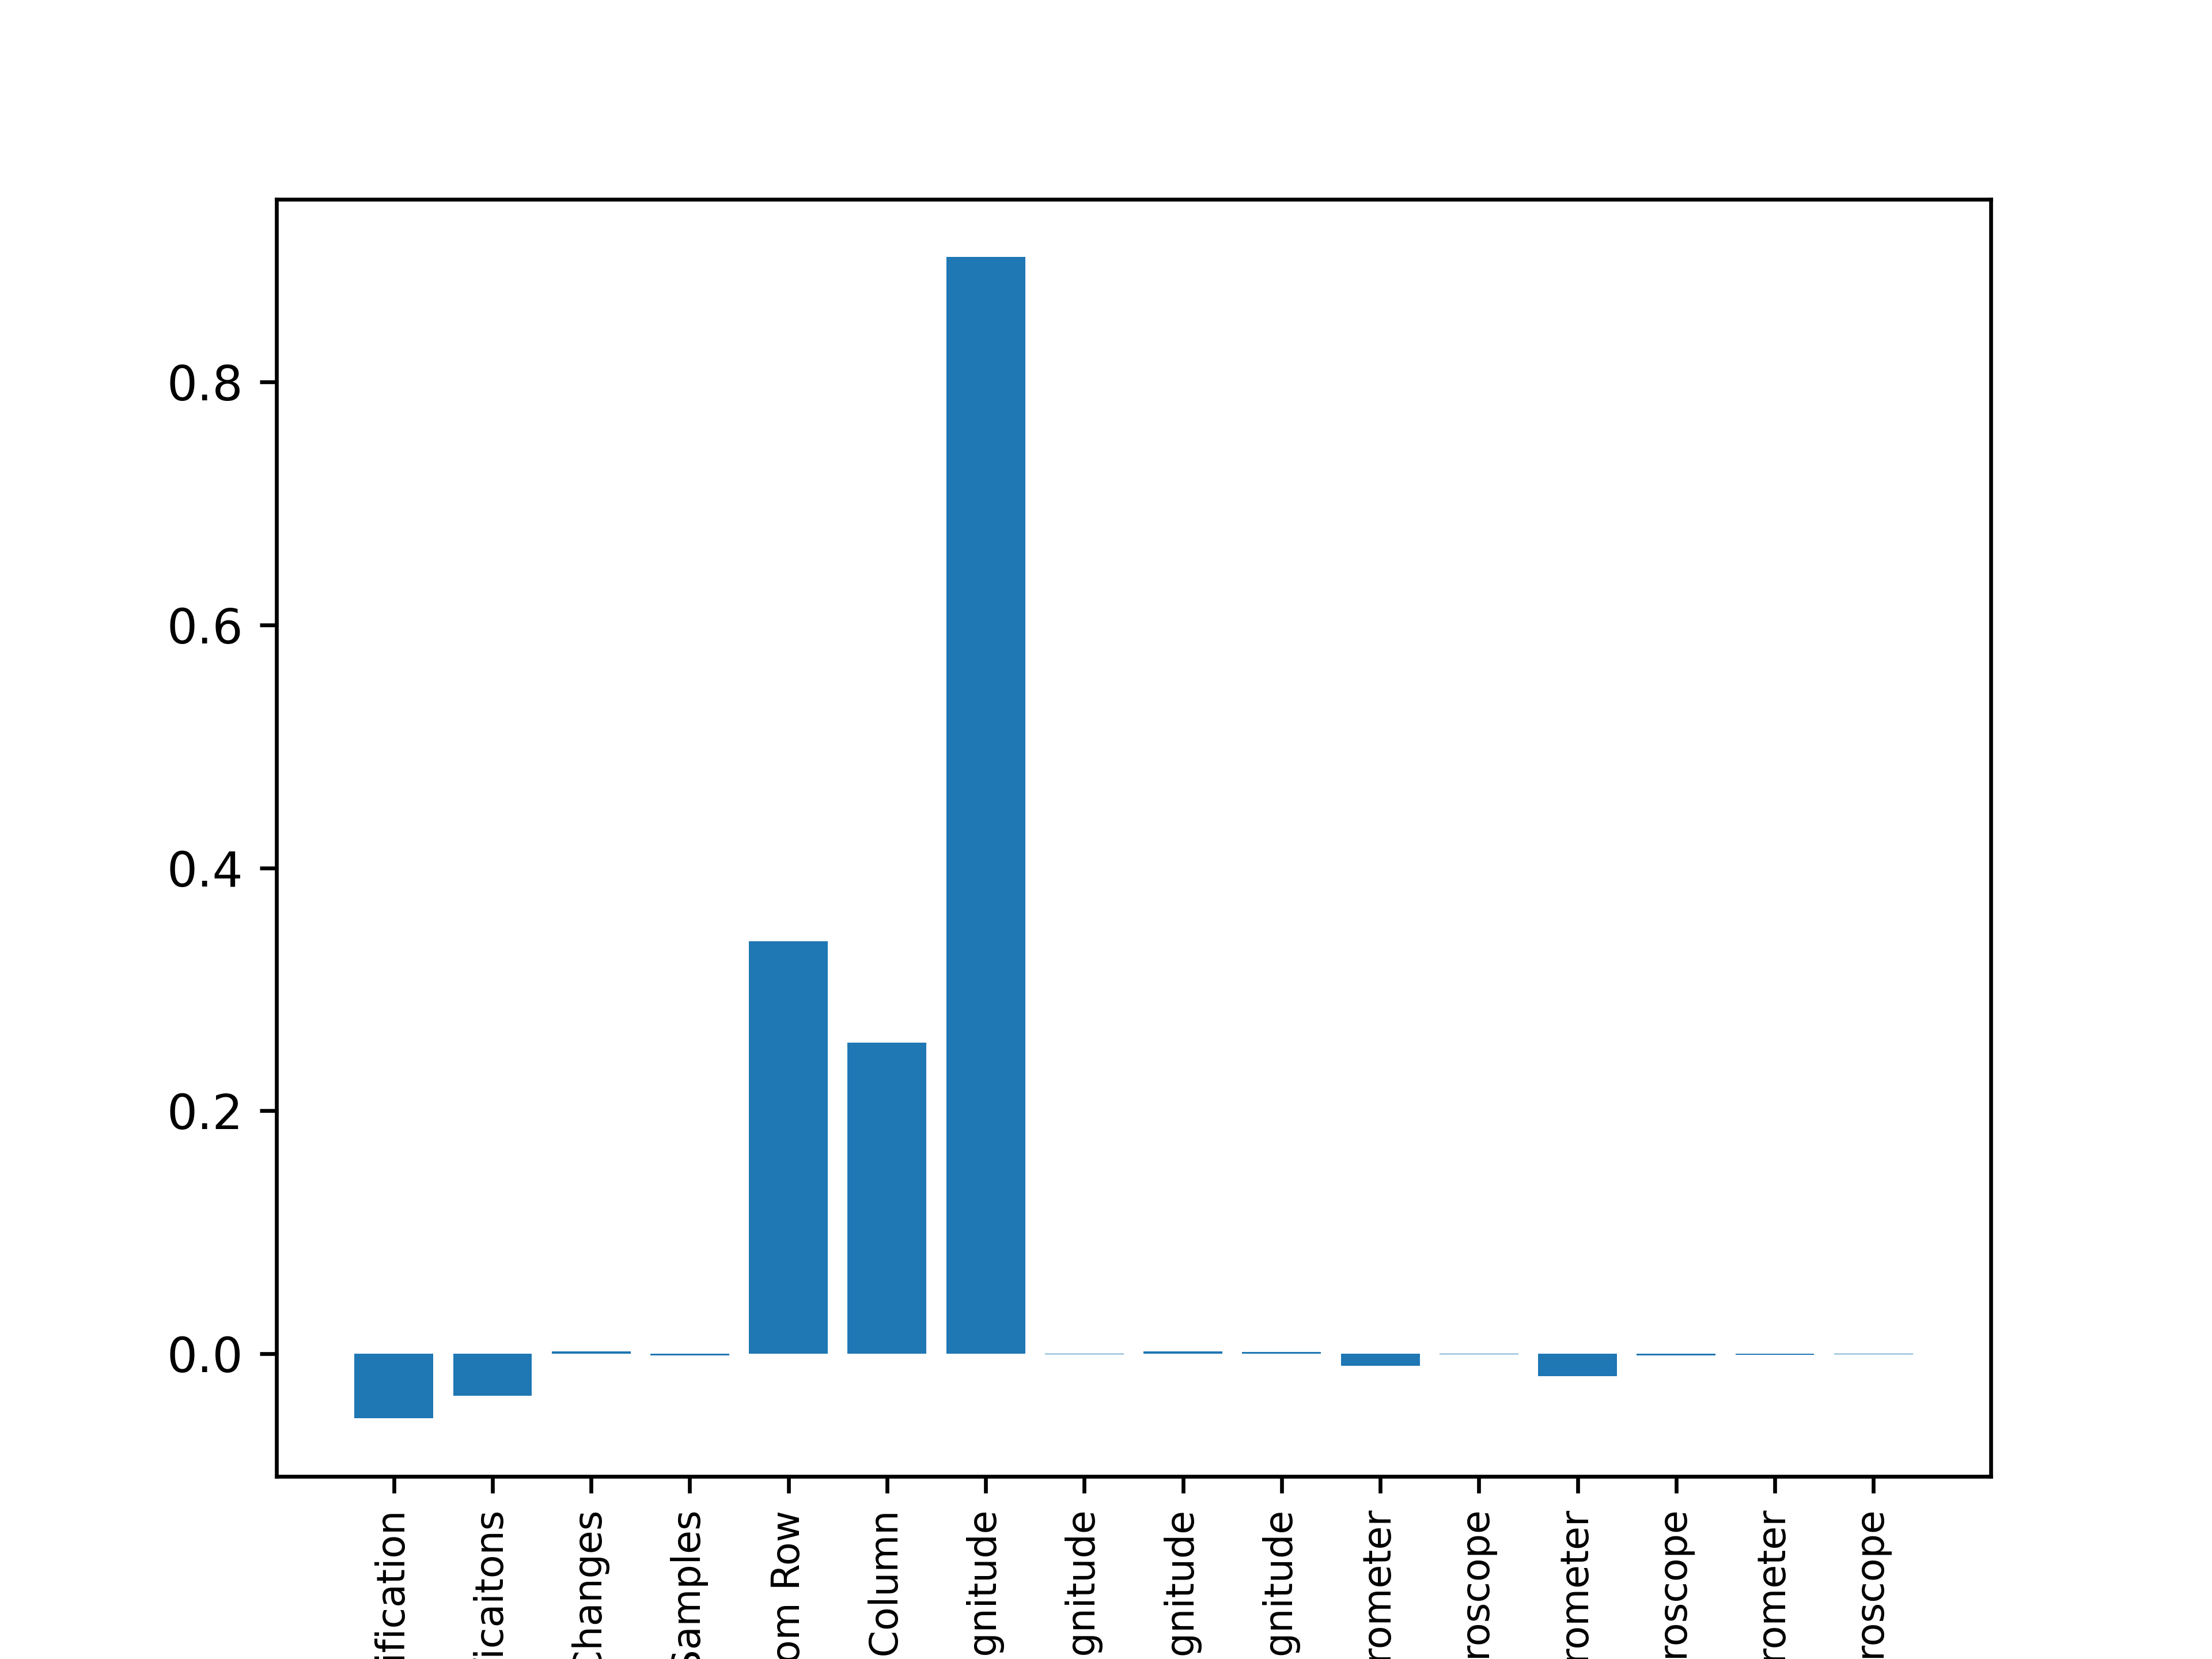 0.8
0.6
0.4
0.2
0.0
ification
icaitons
Changes
Samples
om Row
Column
gnitude
gnitude
gnitude
gnitude
rometer
roscope
rometer
roscope
rometer
roscope